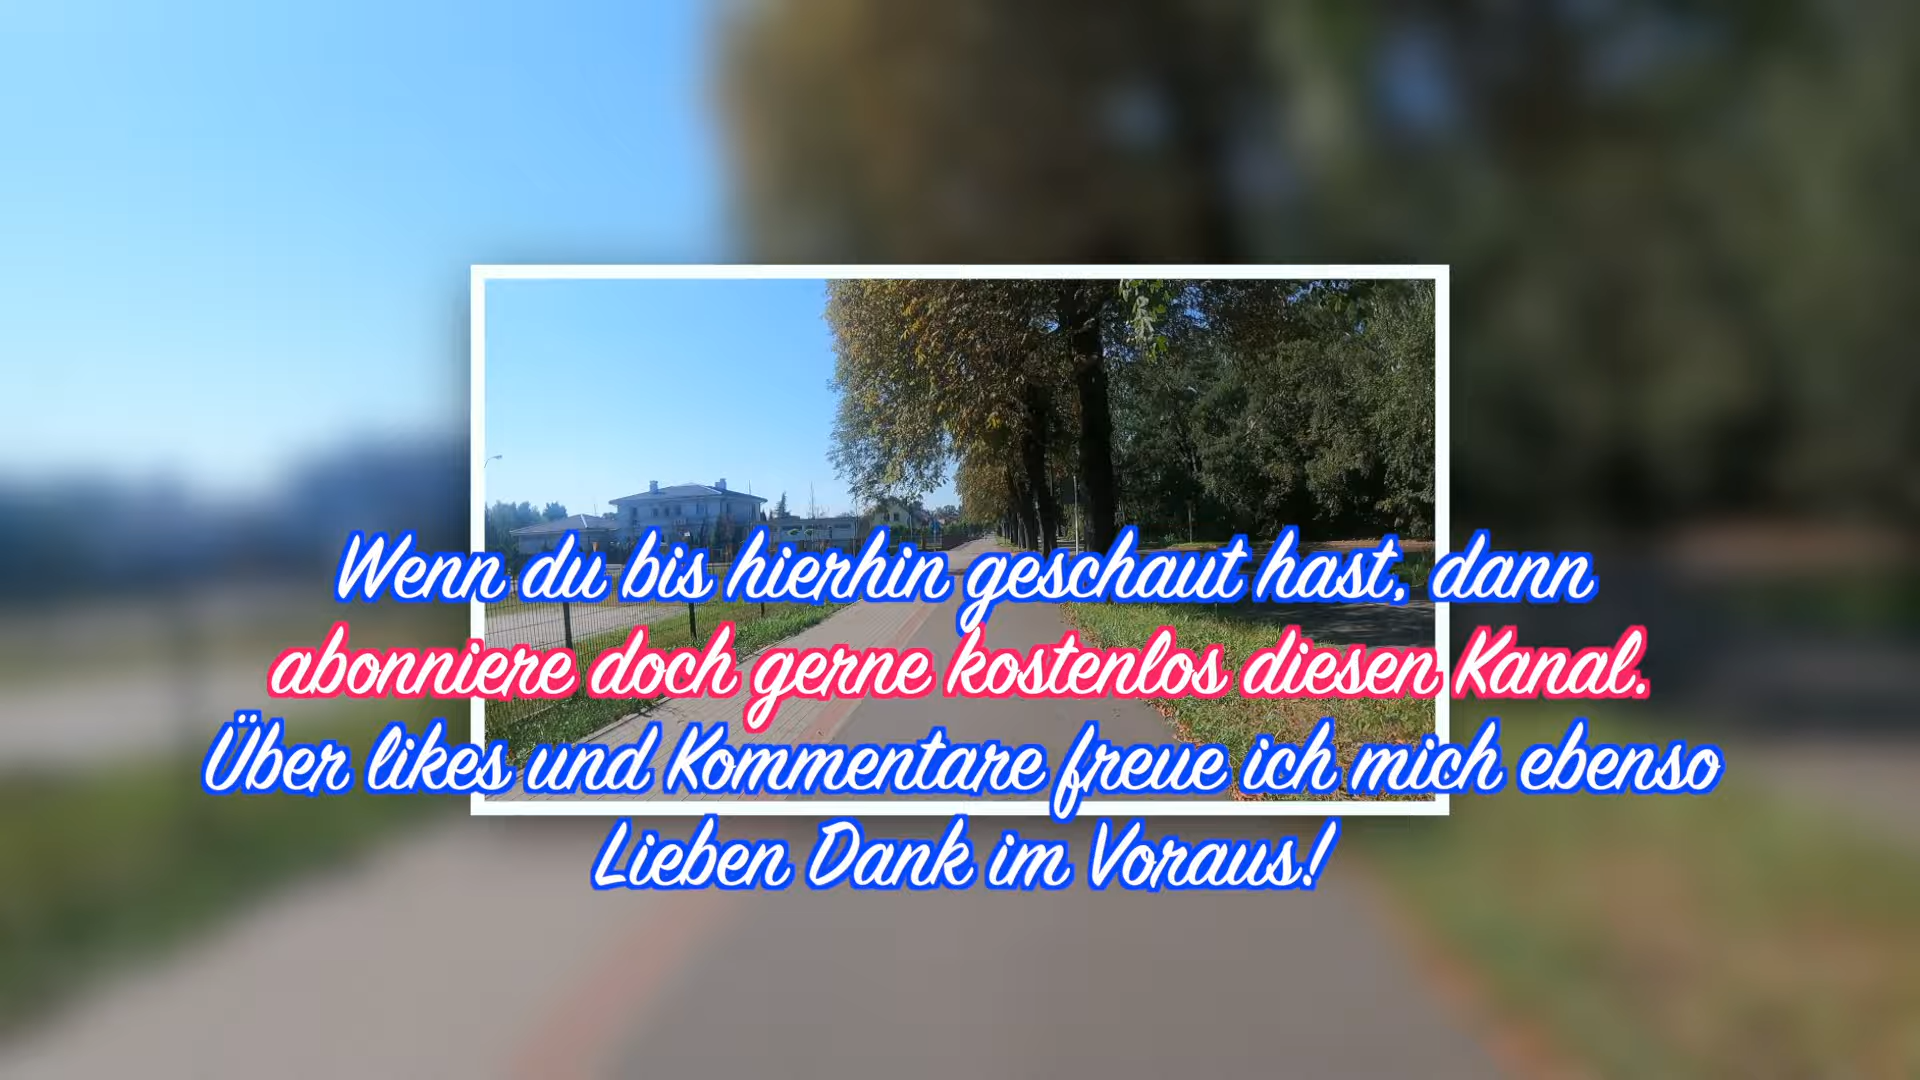 Wenn du bis hierhin geschaut hast, dann
abonniere doch gerne kostenlos diesen Kanal.
Über likes und Kommentare freue ich mich ebenso
Lieben Dank im Voraus!